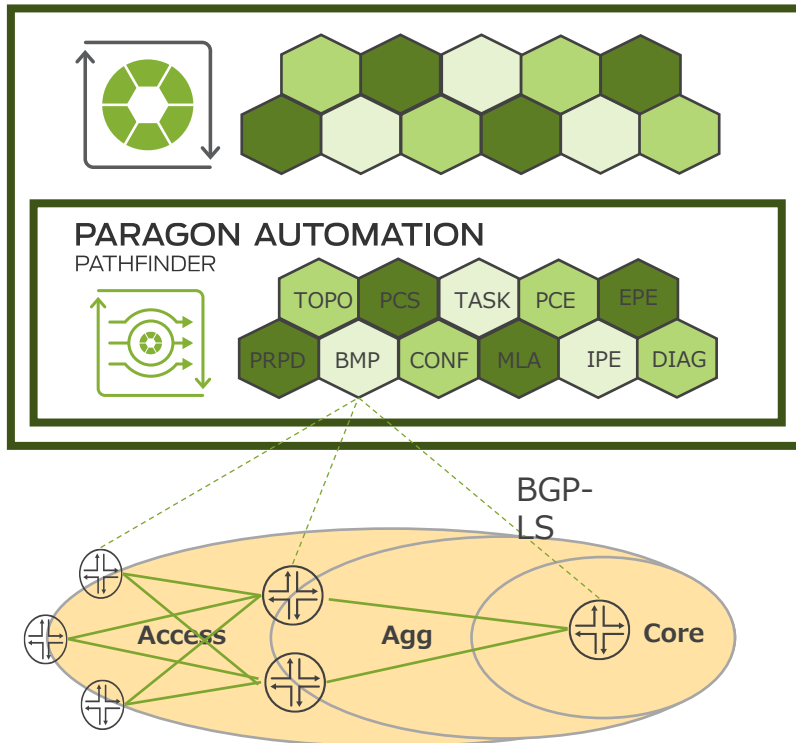 PARAGON AUTOMATION
PATHFINDER
TOPO PCS TASK PCE EPE
PRPD BMP CONF MLA IPE DIAG
BGP-
LS
Access Agg Core